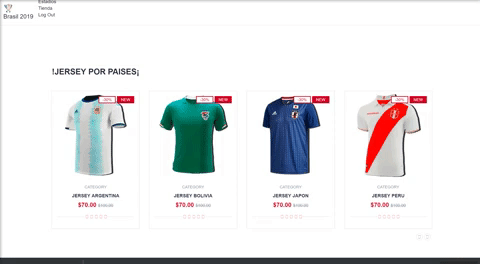 Estadios
Tienda
Brasil 2019
Log Out
!JERSEY POR PAISES¡
-30% NEW
-30% NEW
-30% NEW
-30% NEW
CATEGORY
JERSEY ARGENTINA
$70.00 $100.00
CATEGORY
JERSEY BOLIVIA
$70.00 $100.00
CATEGORY
JERSEY JAPON
$70.00 $100.00
CATEGORY
JERSEY PERU
$70.00 $100.00